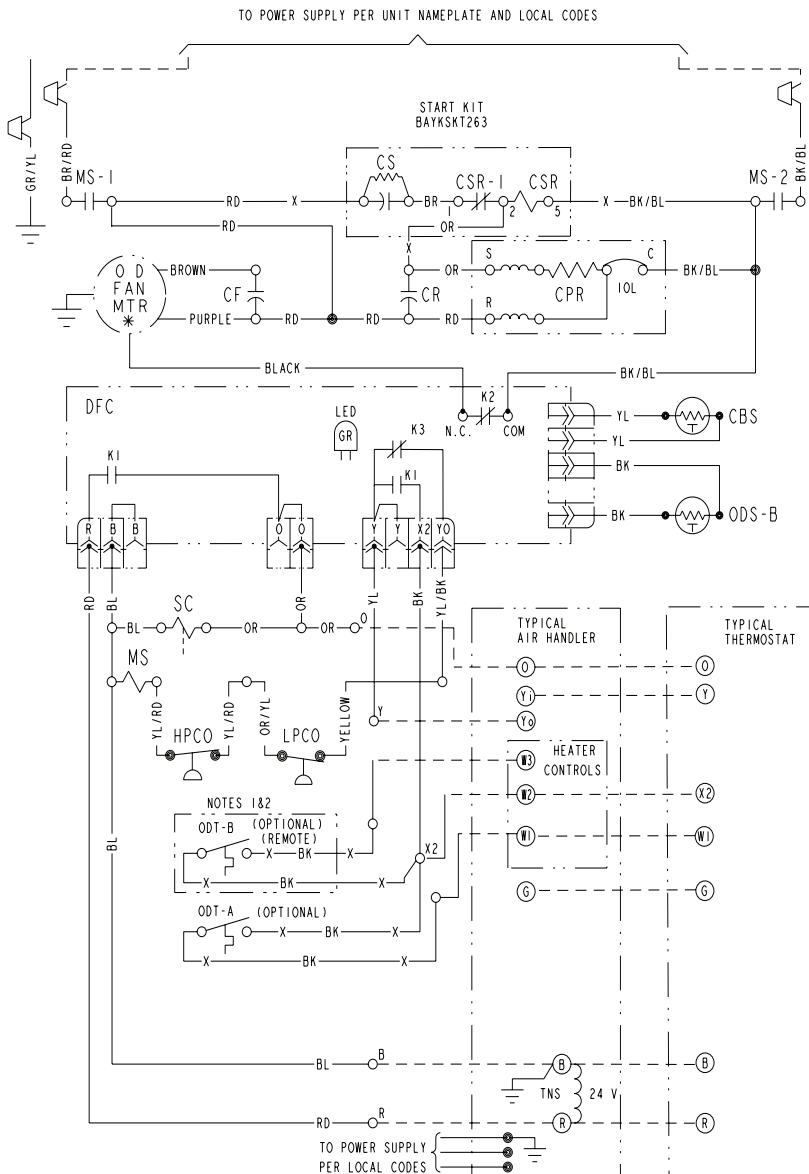 TO POWER SUPPLY PER UNIT NAMEPLATE AND LOCAL CODES
START KIT
BAYKSKT263
GR/YL
BR/RD
BK/BL
MS-1
RD
X
CS
BR
CSR-1
CSR
1
2
5
X
BK/BL
MS-2
RD
OR
X
O D
FAN
MTR
*
BROWN
CF
PURPLE
RD
RD
CR
OR
RD
S
R
CPR
IOL
C
BK/BL
BLACK
BK/BL
DFC
LED
GR
K2
N.C.
COM
K3
K1
K1
YL
YL
BK
BK
CBS
ODS-B
R
B
B
O
O
Y
Y
X2
YO
RD
BL
OR
YL
BK
YL/BK
SC
BL
OR
OR
O
MS
YL/RD
HPCO
YL/RD
OR/YL
LPCO
YELLOW
Y
TYPICAL
AIR HANDLER
TYPICAL
THERMOSTAT
O
O
Yi
Y
Yo
W3
HEATER
CONTROLS
W2
X2
W1
W1
G
G
NOTES 1&2
ODT-B
(OPTIONAL)
(REMOTE)
X
BK
X
X
BK
X
X2
ODT-A
(OPTIONAL)
X
BK
X
X
BK
X
BL
BL
B
B
B
TNS
24 V
RD
R
R
R
TO POWER SUPPLY
PER LOCAL CODES